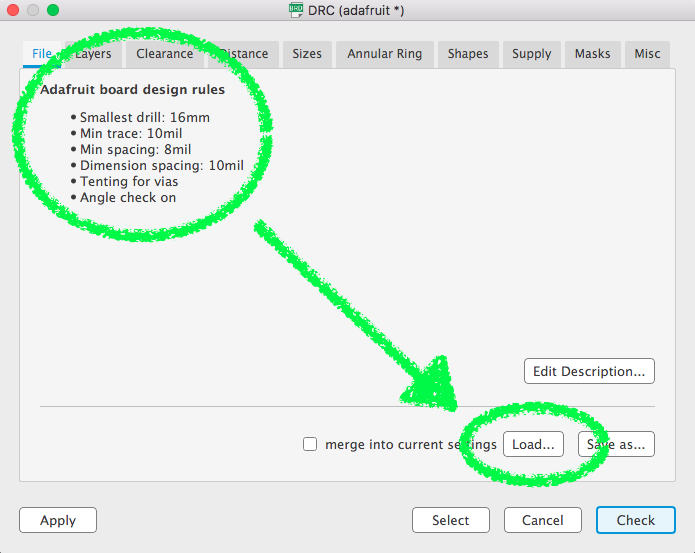 DRC (adafruit *)
File Layers Clearance Distance Sizes Annular Ring Shapes Supply Masks Misc
Adafruit board design rules
• Smallest drill: 16mm
• Min trace: 10mil
• Min spacing: 8mil
• Dimension spacing: 10mil
• Tenting for vias
• Angle check on
Edit Description...
merge into current settings Load... Save as...
Apply Select Cancel Check